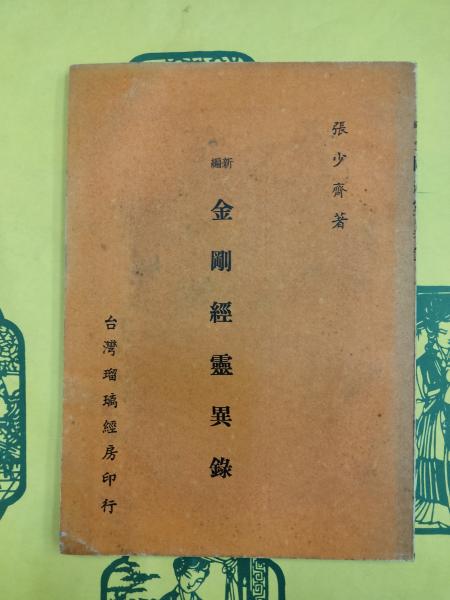 張少齊著
新編
金剛經靈異錄
台灣瑠璃經房印行